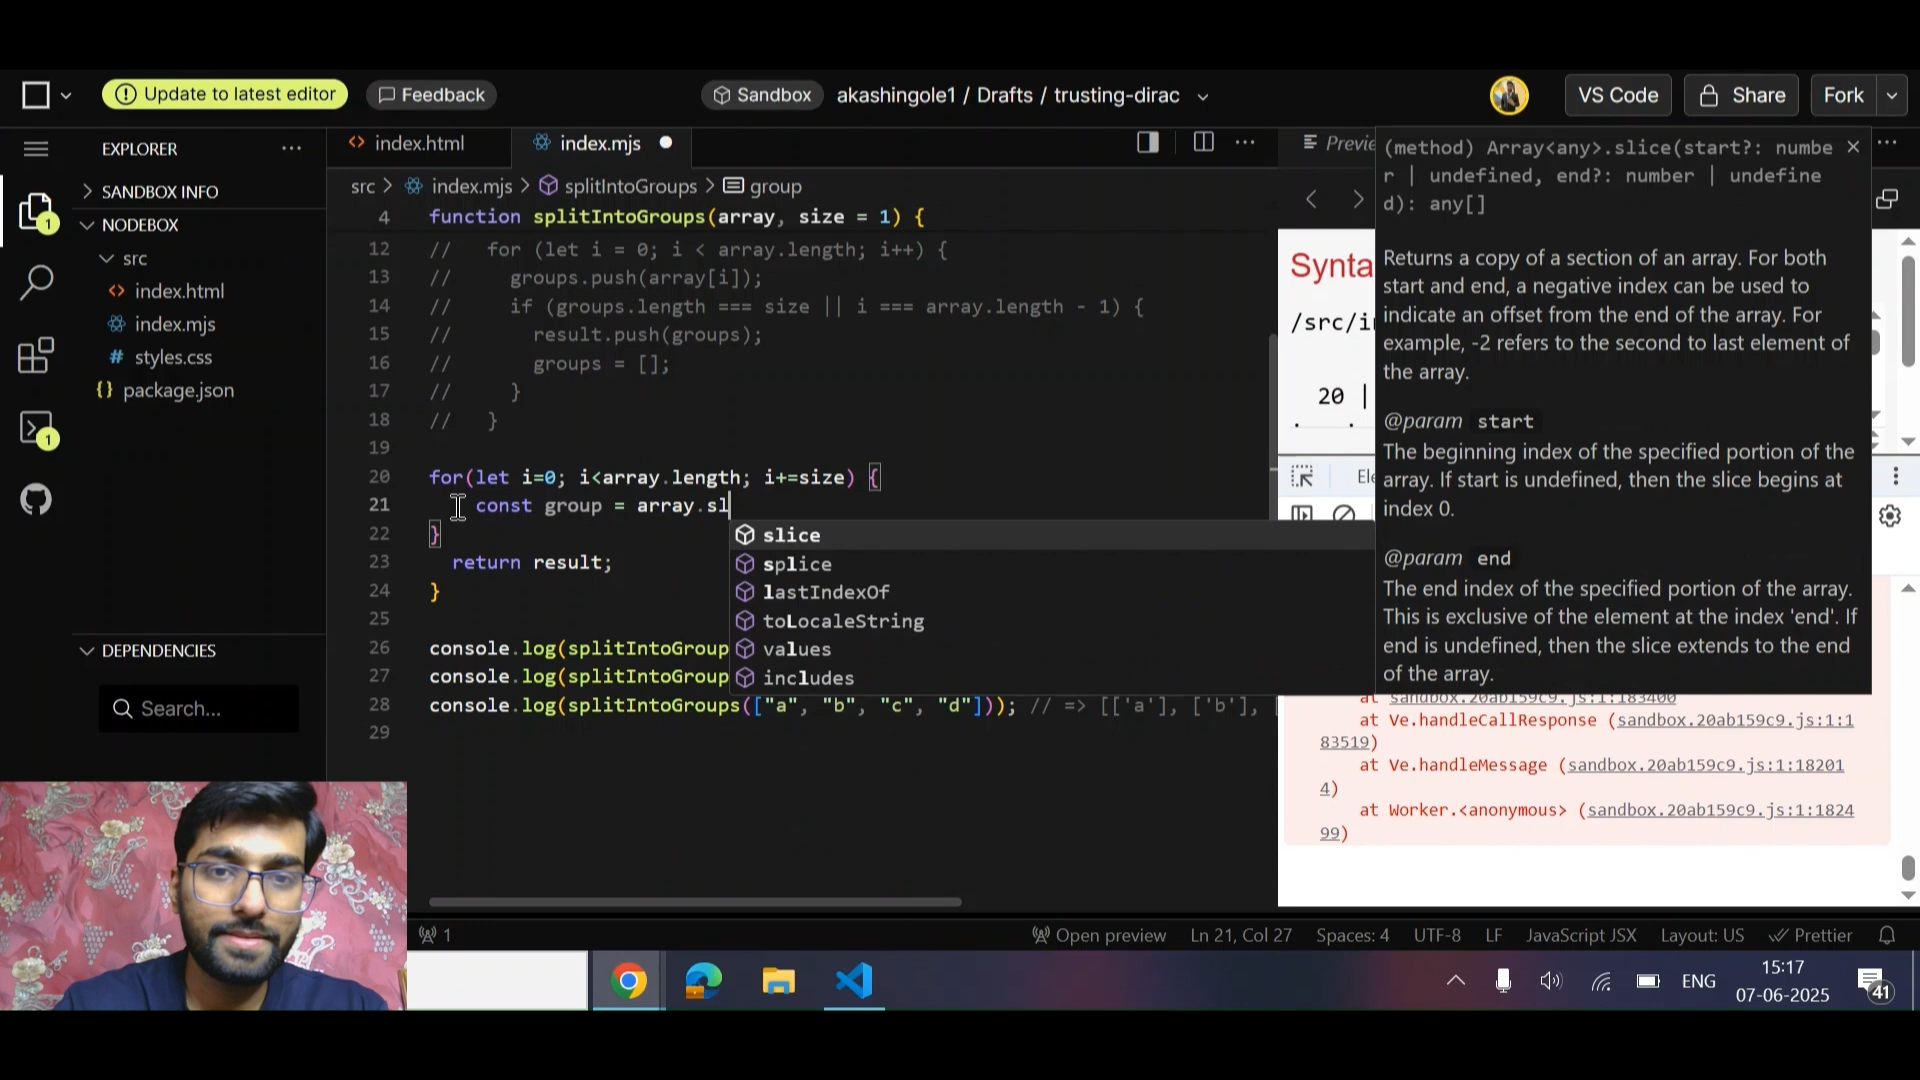 Update to latest editor
Feedback
Sandbox
akashingole1 / Drafts / trusting-dirac
VS Code
Share
Fork
EXPLORER
SANDBOX INFO
NODEBOX
src
index.html
index.mjs
styles.css
package.json
DEPENDENCIES
Search...
index.html
index.mjs
src > index.mjs > splitIntoGroups > group
4 function splitIntoGroups(array, size = 1) {
12 // for (let i = 0; i < array.length; i++) {
13 // groups.push(array[i]);
14 // if (groups.length === size || i === array.length - 1) {
15 // result.push(groups);
16 // groups = [];
17 // }
18 // }
19
20 for(let i=0; i<array.length; i+=size) {
21 const group = array.sl
22 }
23 return result;
24 }
25
26 console.log(splitIntoGroup
27 console.log(splitIntoGroup
28 console.log(splitIntoGroups(["a", "b", "c", "d"])); // => [['a'], ['b'],
29
slice
splice
lastIndexOf
toLocaleString
values
includes
Previe
Synta
/src/i
20 |
Ele
(method) Array<any>.slice(start?: numbe
r | undefined, end?: number | undefine
d): any[]
Returns a copy of a section of an array. For both
start and end, a negative index can be used to
indicate an offset from the end of the array. For
example, -2 refers to the second to last element of
the array.
@param start
The beginning index of the specified portion of the
array. If start is undefined, then the slice begins at
index 0.
@param end
The end index of the specified portion of the array.
This is exclusive of the element at the index 'end'. If
end is undefined, then the slice extends to the end
of the array.
at sandbox.20ab159c9.js:1:183400
at Ve.handleCallResponse (sandbox.20ab159c9.js:1:1
83519)
at Ve.handleMessage (sandbox.20ab159c9.js:1:18201
4)
at Worker.<anonymous> (sandbox.20ab159c9.js:1:1824
99)
1
Open preview
Ln 21, Col 27
Spaces: 4
UTF-8
LF
JavaScript JSX
Layout: US
Prettier
ENG
15:17
07-06-2025
41